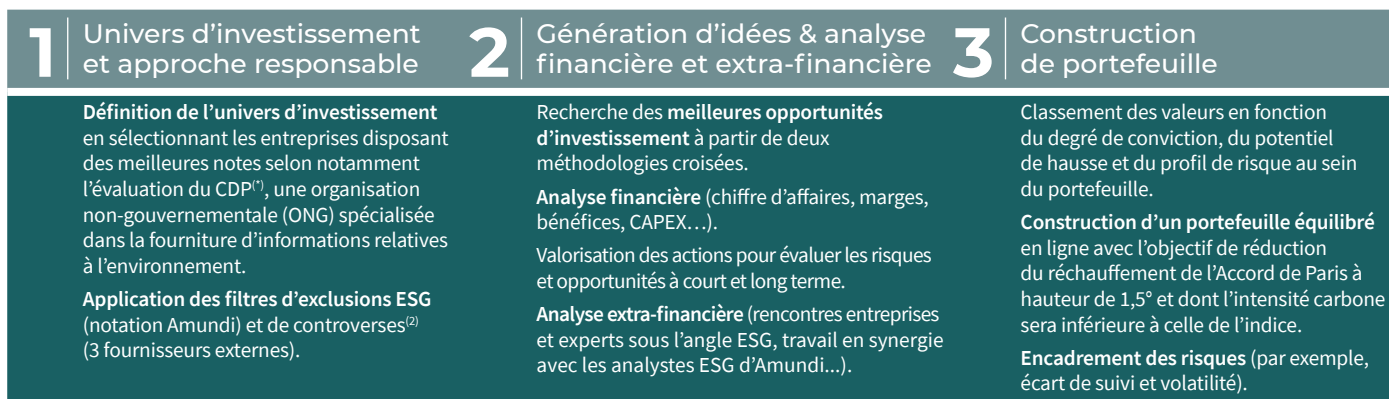 1
Univers d’investissement
et approche responsable
Définition de l’univers d’investissement
en sélectionnant les entreprises disposant
des meilleures notes selon notamment
l’évaluation du CDP(*), une organisation
non-gouvernementale (ONG) spécialisée
dans la fourniture d’informations relatives
à l’environnement.
Application des filtres d’exclusions ESG
(notation Amundi) et de controverses(2)
(3 fournisseurs externes).
2
Génération d’idées & analyse
financière et extra-financière
Recherche des meilleures opportunités
d’investissement à partir de deux
méthodologies croisées.
Analyse financière (chiffre d’affaires, marges,
bénéfices, CAPEX…).
Valorisation des actions pour évaluer les risques
et opportunités à court et long terme.
Analyse extra-financière (rencontres entreprises
et experts sous l’angle ESG, travail en synergie
avec les analystes ESG d’Amundi...).
3
Construction
de portefeuille
Classement des valeurs en fonction
du degré de conviction, du potentiel
de hausse et du profil de risque au sein
du portefeuille.
Construction d’un portefeuille équilibré
en ligne avec l’objectif de réduction
du réchauffement de l’Accord de Paris à
hauteur de 1,5° et dont l’intensité carbone
sera inférieure à celle de l’indice.
Encadrement des risques (par exemple,
écart de suivi et volatilité).